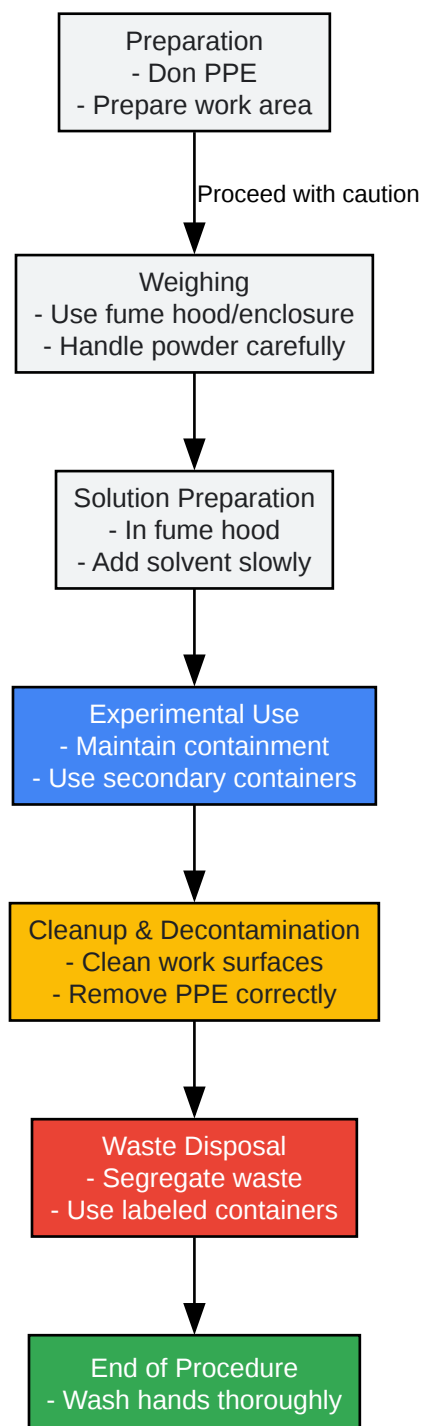 Preparation
- Don PPE
- Prepare work area
Proceed with caution
Weighing
- Use fume hood/enclosure
- Handle powder carefully
Solution Preparation
- In fume hood
- Add solvent slowly
Experimental Use
- Maintain containment
- Use secondary containers
Cleanup & Decontamination
- Clean work surfaces
- Remove PPE correctly
Waste Disposal
- Segregate waste
- Use labeled containers
End of Procedure
- Wash hands thoroughly